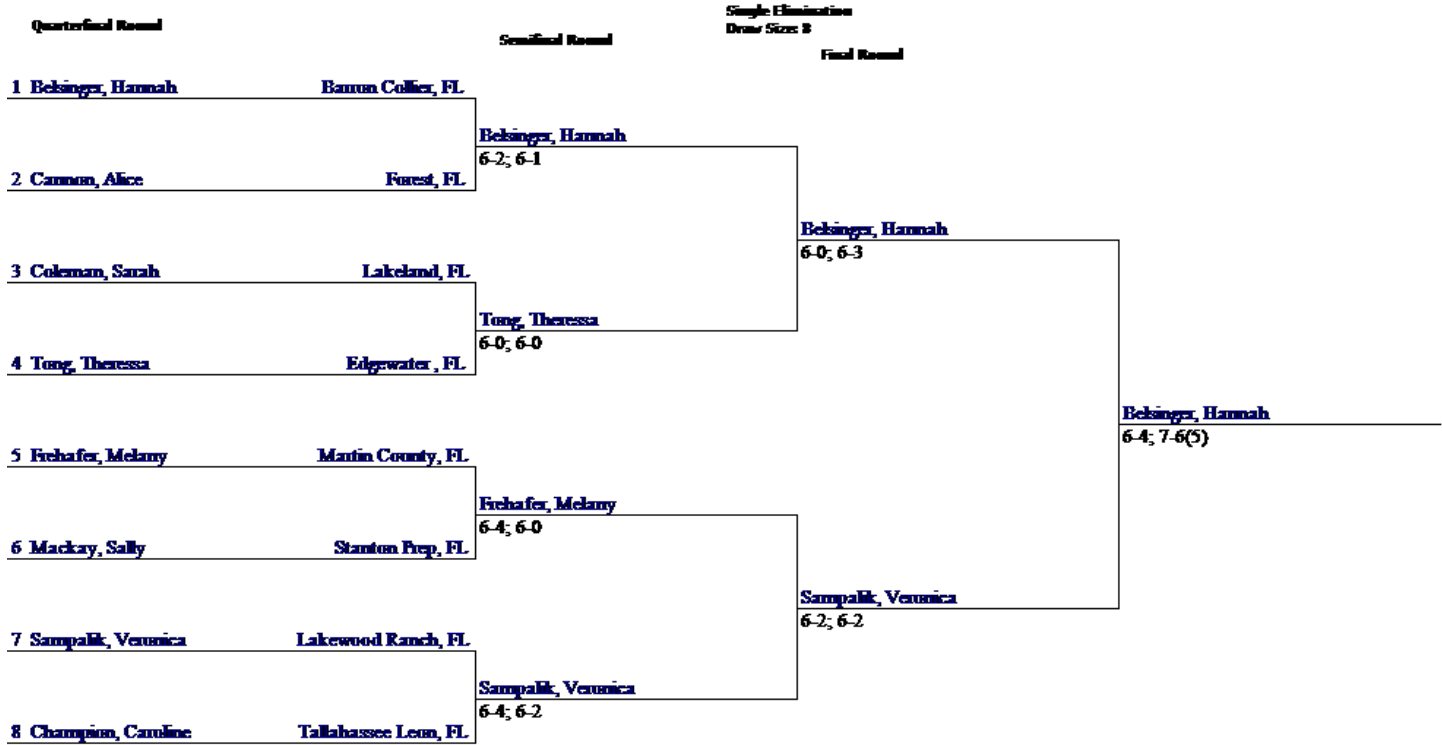 Single Elimination
Draw Size: 8
Quarterfinal Round
Semifinal Round
Final Round
1 Belsinger, Hannah Barron Collier, FL
Belsinger, Hannah
6-2; 6-1
2 Cannon, Alice Forest, FL
Belsinger, Hannah
6-0; 6-3
3 Coleman, Sarah Lakeland, FL
Tong, Theressa
6-0; 6-0
4 Tong, Theressa Edgewater , FL
Belsinger, Hannah
6-4; 7-6(5)
5 Frehafer, Melany Martin County, FL
Frehafer, Melany
6-4; 6-0
6 Mackay, Sally Stanton Prep, FL
Sampalik, Veronica
6-2; 6-2
7 Sampalik, Veronica Lakewood Ranch, FL
Sampalik, Veronica
6-4; 6-2
8 Champion, Caroline Tallahassee Leon, FL